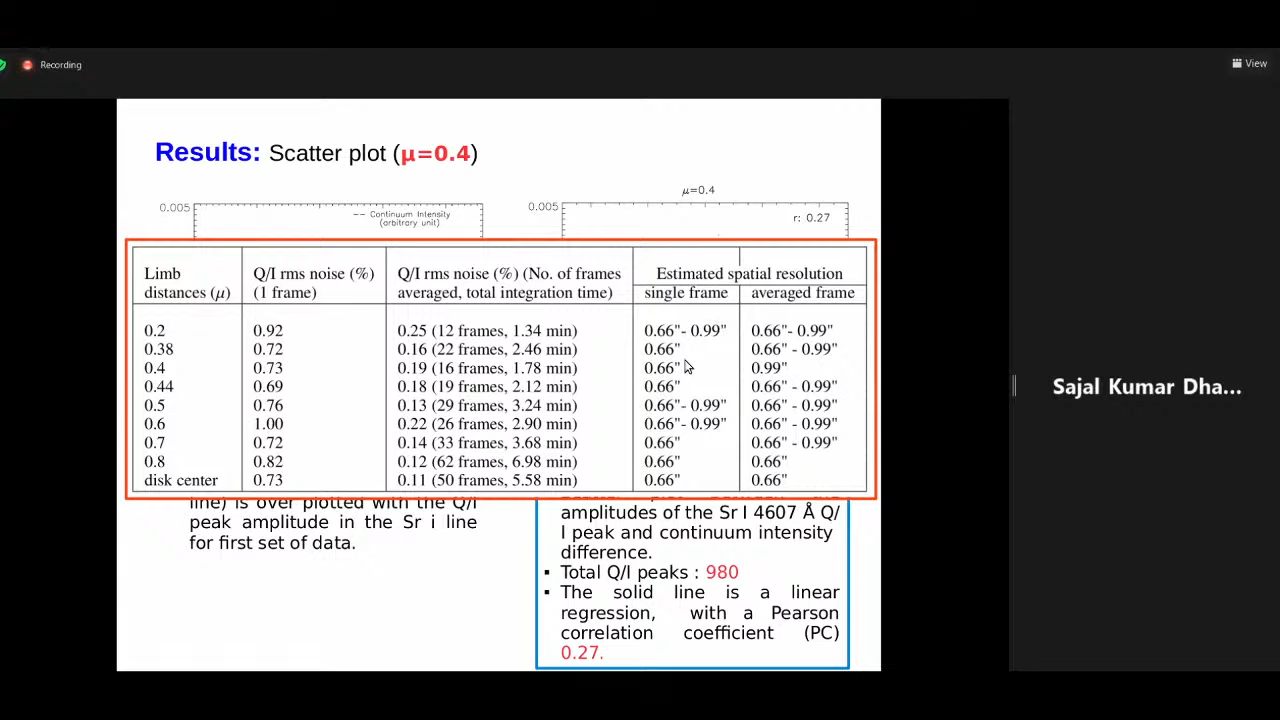 Recording
View
Results: Scatter plot (μ=0.4)
μ=0.4
0.005
-- Continuum Intensity
(arbitrary unit)
0.005
r: 0.27
Limb distances (μ) | Q/I rms noise (%) (1 frame) | Q/I rms noise (%) (No. of frames averaged, total integration time) | Estimated spatial resolution
single frame | averaged frame
0.2 0.92 0.25 (12 frames, 1.34 min) 0.66"- 0.99" 0.66"- 0.99"
0.38 0.72 0.16 (22 frames, 2.46 min) 0.66" 0.66" - 0.99"
0.4 0.73 0.19 (16 frames, 1.78 min) 0.66" 0.99"
0.44 0.69 0.18 (19 frames, 2.12 min) 0.66" 0.66" - 0.99"
0.5 0.76 0.13 (29 frames, 3.24 min) 0.66"- 0.99" 0.66" - 0.99"
0.6 1.00 0.22 (26 frames, 2.90 min) 0.66"- 0.99" 0.66" - 0.99"
0.7 0.72 0.14 (33 frames, 3.68 min) 0.66" 0.66" - 0.99"
0.8 0.82 0.12 (62 frames, 6.98 min) 0.66" 0.66"
disk center 0.73 0.11 (50 frames, 5.58 min) 0.66" 0.66"
line) is over plotted with the Q/I
peak amplitude in the Sr i line
for first set of data.
amplitudes of the Sr I 4607 Å Q/
I peak and continuum intensity
difference.
▪ Total Q/I peaks : 980
▪ The solid line is a linear
regression, with a Pearson
correlation coefficient (PC)
0.27.
Sajal Kumar Dha...